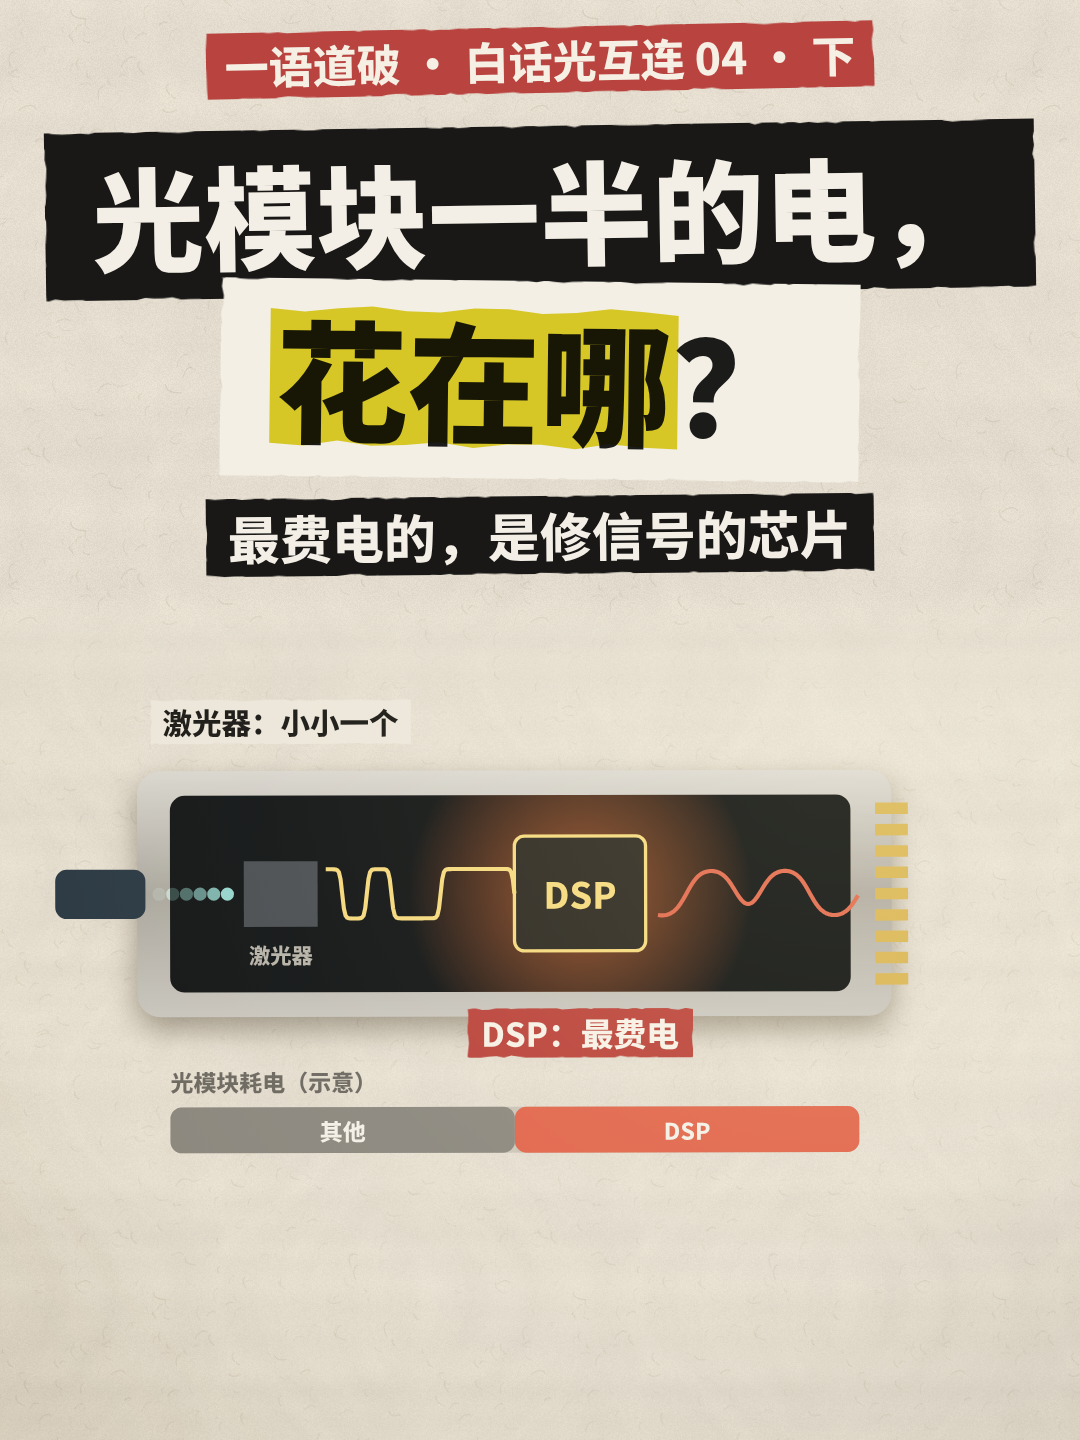 一语道破 · 白话光互连 04 · 下
光模块一半的电，
花在哪？
最费电的，是修信号的芯片
激光器：小小一个
DSP
激光器
DSP：最费电
光模块耗电（示意）
其他
DSP